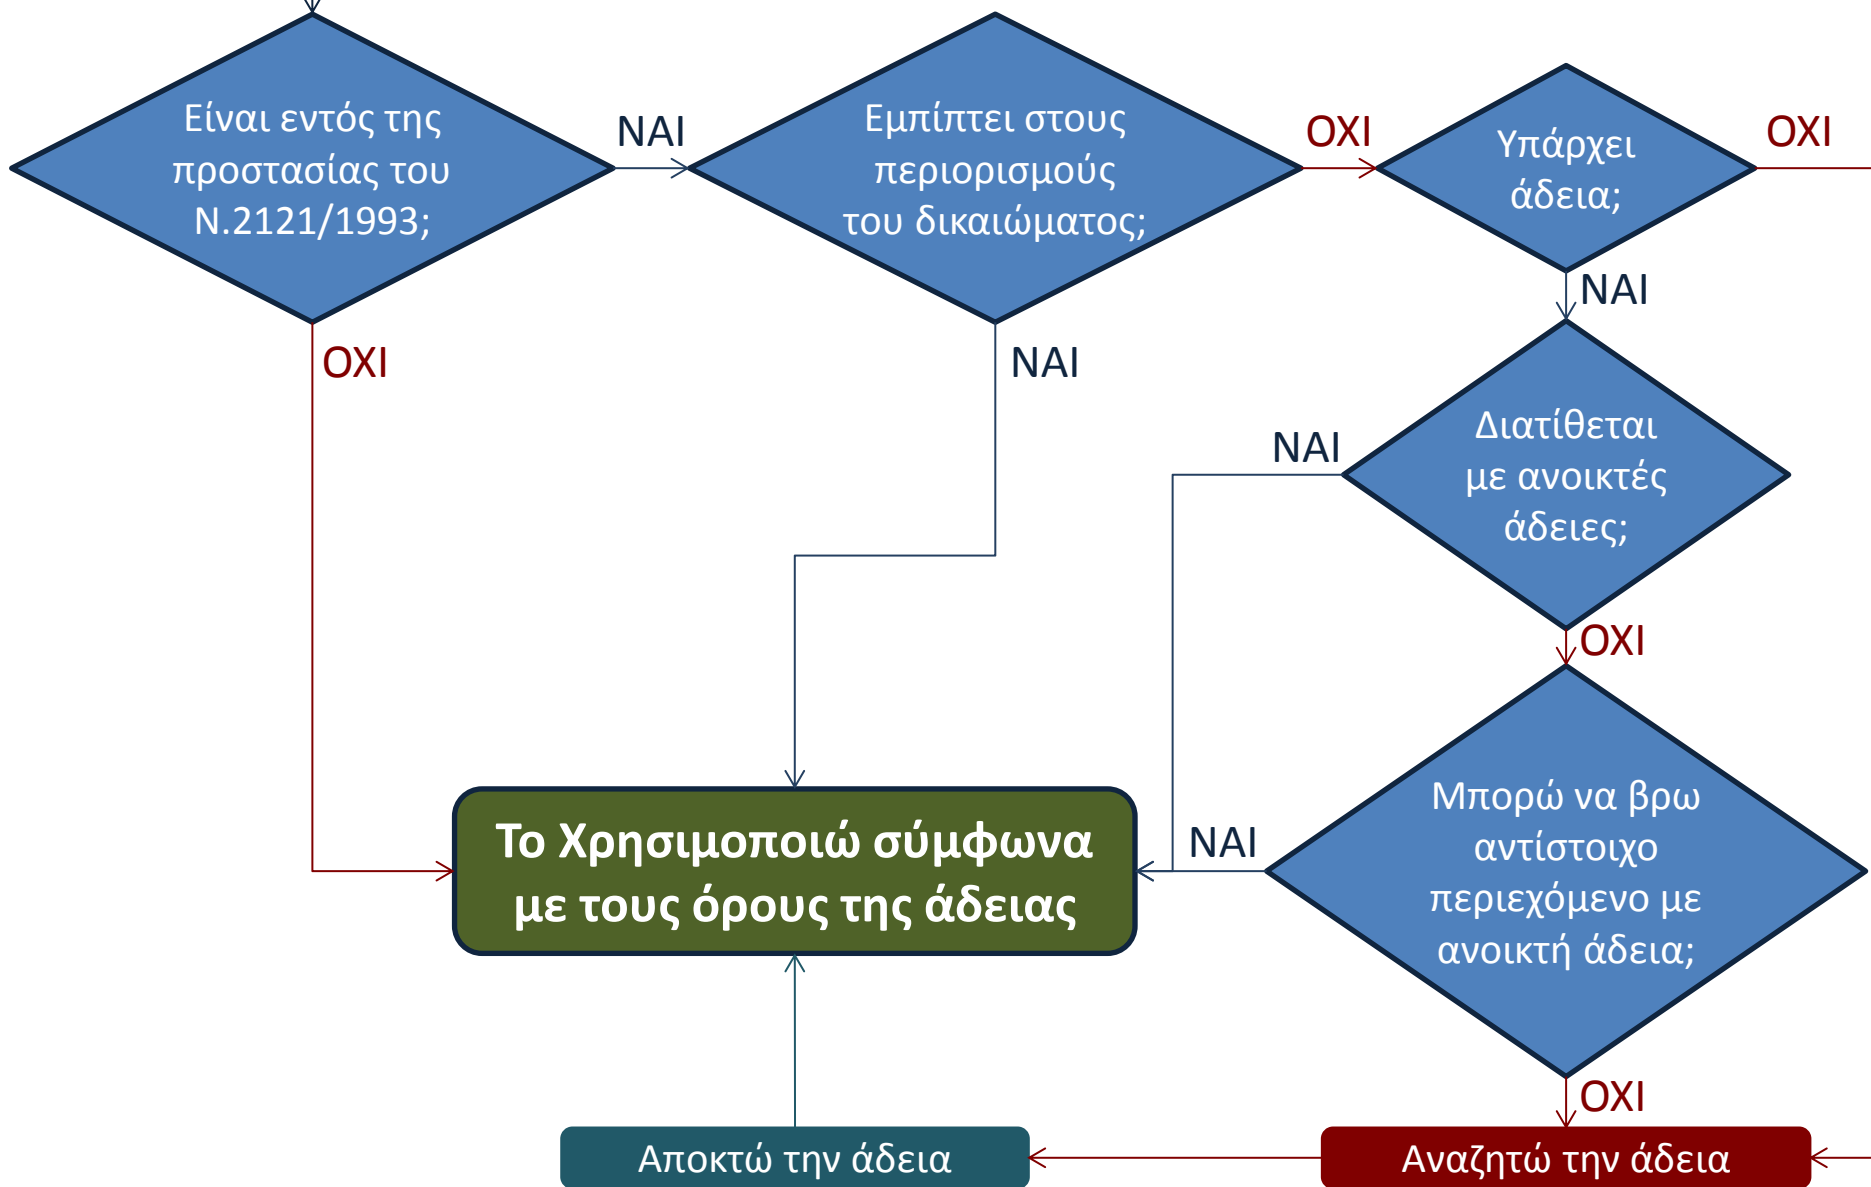 Είναι εντός της
προστασίας του
Ν.2121/1993;
ΝΑΙ
Εμπίπτει στους
περιορισμούς
του δικαιώματος;
ΟΧΙ
Υπάρχει
άδεια;
ΟΧΙ
ΝΑΙ
ΟΧΙ
ΝΑΙ
Διατίθεται
με ανοικτές
άδειες;
ΝΑΙ
ΟΧΙ
Μπορώ να βρω
αντίστοιχο
περιεχόμενο με
ανοικτή άδεια;
ΝΑΙ
Το Χρησιμοποιώ σύμφωνα
με τους όρους της άδειας
ΟΧΙ
Αποκτώ την άδεια
Αναζητώ την άδεια